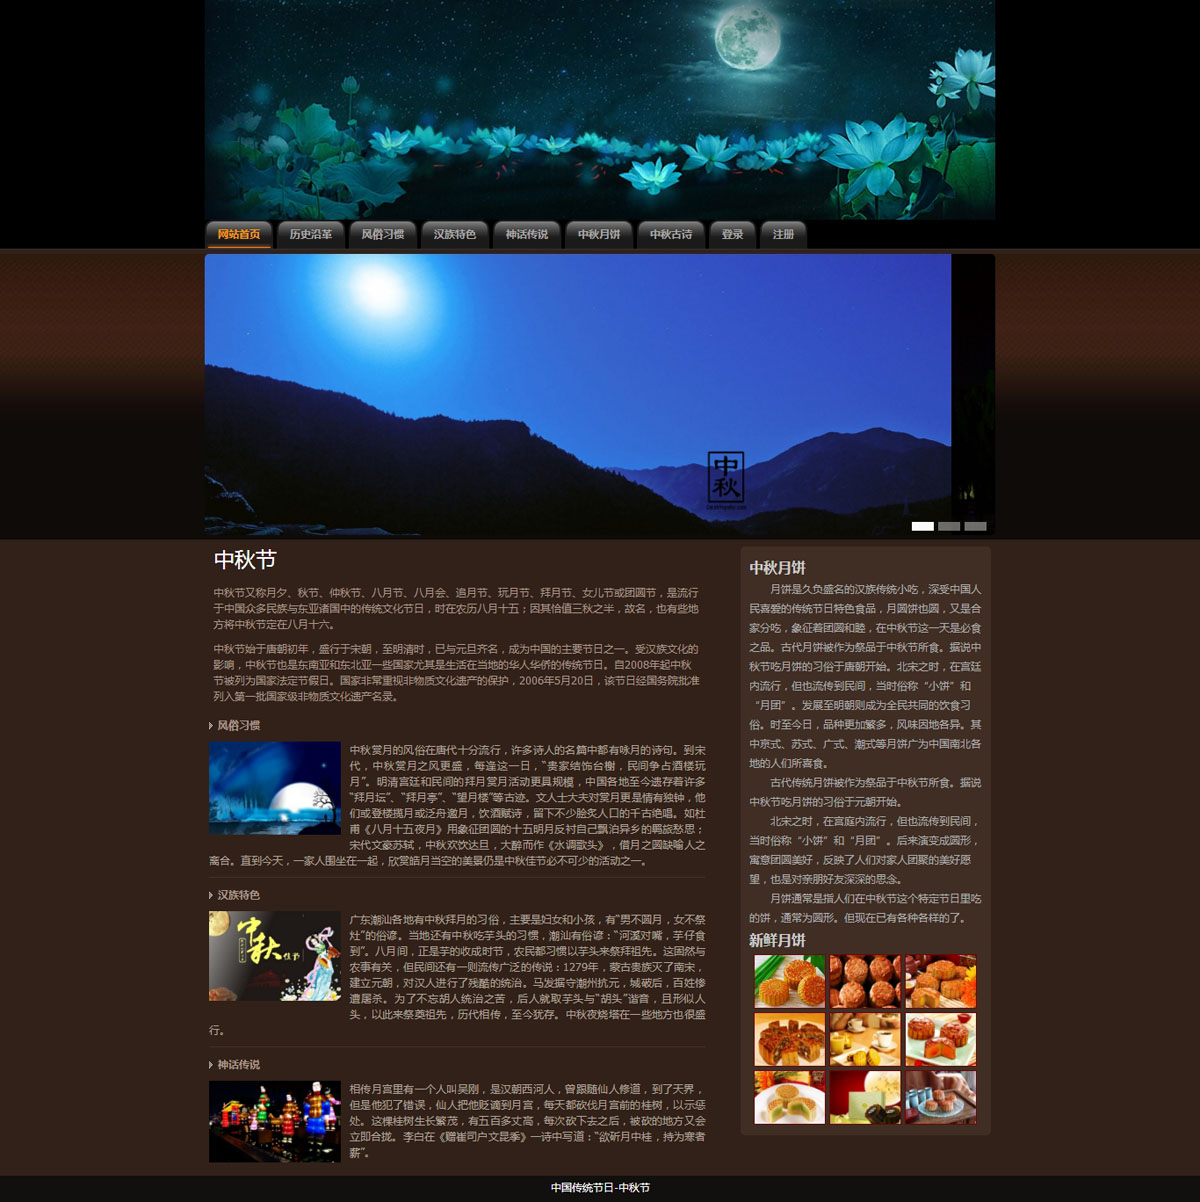 网站首页 历史沿革 风俗习惯 汉族特色 神话传说 中秋月饼 中秋古诗 登录 注册
中
秋
中秋节
中秋节又称月夕、秋节、仲秋节、八月节、八月会、追月节、玩月节、拜月节、女儿节或团圆节，是流行
于中国众多民族与东亚诸国中的传统文化节日，时在农历八月十五；因其恰值三秋之半，故名，也有些地
方将中秋节定在八月十六。
中秋节始于唐朝初年，盛行于宋朝，至明清时，已与元旦齐名，成为中国的主要节日之一。受汉族文化的
影响，中秋节也是东南亚和东北亚一些国家尤其是生活在当地的华人华侨的传统节日。自2008年起中秋
节被列为国家法定节假日。国家非常重视非物质文化遗产的保护，2006年5月20日，该节日经国务院批准
列入第一批国家级非物质文化遗产名录。
风俗习惯
中秋赏月的风俗在唐代十分流行，许多诗人的名篇中都有咏月的诗句。到宋
代，中秋赏月之风更盛，每逢这一日，“贵家结饰台榭，民间争占酒楼玩
月”。明清宫廷和民间的拜月赏月活动更具规模，中国各地至今遗存着许多
“拜月坛”、“拜月亭”、“望月楼”等古迹。文人士大夫对赏月更是情有独钟，他
们或登楼揽月或泛舟邀月，饮酒赋诗，留下不少脍炙人口的千古绝唱。如杜
甫《八月十五夜月》用象征团圆的十五明月反衬自己飘泊异乡的羁旅愁思；
宋代文豪苏轼，中秋欢饮达旦，大醉而作《水调歌头》，借月之圆缺喻人之
离合。直到今天，一家人围坐在一起，欣赏皓月当空的美景仍是中秋佳节必不可少的活动之一。
汉族特色
中秋
佳节
广东潮汕各地有中秋拜月的习俗，主要是妇女和小孩，有“男不圆月，女不祭
灶”的俗谚。当地还有中秋吃芋头的习惯，潮汕有俗谚：“河溪对嘴，芋仔食
到”。八月间，正是芋的收成时节，农民都习惯以芋头来祭拜祖先。这固然与
农事有关，但民间还有一则流传广泛的传说：1279年，蒙古贵族灭了南宋，
建立元朝，对汉人进行了残酷的统治。马发据守潮州抗元，城破后，百姓惨
遭屠杀。为了不忘胡人统治之苦，后人就取芋头与“胡头”谐音，且形似人
头，以此来祭奠祖先，历代相传，至今犹存。中秋夜烧塔在一些地方也很盛
行。
神话传说
相传月宫里有一个人叫吴刚，是汉朝西河人，曾跟随仙人修道，到了天界，
但是他犯了错误，仙人把他贬谪到月宫，每天都砍伐月宫前的桂树，以示惩
处。这棵桂树生长繁茂，有五百多丈高，每次砍下去之后，被砍的地方又会
立即合拢。李白在《赠崔司户文昆季》一诗中写道：“欲斫月中桂，持为寒者
薪”。
中秋月饼
月饼是久负盛名的汉族传统小吃，深受中国人
民喜爱的传统节日特色食品，月圆饼也圆，又是合
家分吃，象征着团圆和睦，在中秋节这一天是必食
之品。古代月饼被作为祭品于中秋节所食。据说中
秋节吃月饼的习俗于唐朝开始。北宋之时，在宫廷
内流行，但也流传到民间，当时俗称“小饼”和
“月团”。发展至明朝则成为全民共同的饮食习
俗。时至今日，品种更加繁多，风味因地各异。其
中京式、苏式、广式、潮式等月饼广为中国南北各
地的人们所喜食。
古代传统月饼被作为祭品于中秋节所食。据说
中秋节吃月饼的习俗于元朝开始。
北宋之时，在宫庭内流行，但也流传到民间，
当时俗称“小饼”和“月团”。后来演变成圆形，
寓意团圆美好，反映了人们对家人团聚的美好愿
望，也是对亲朋好友深深的思念。
月饼通常是指人们在中秋节这个特定节日里吃
的饼，通常为圆形。但现在已有各种各样的了。
新鲜月饼
中国传统节日-中秋节